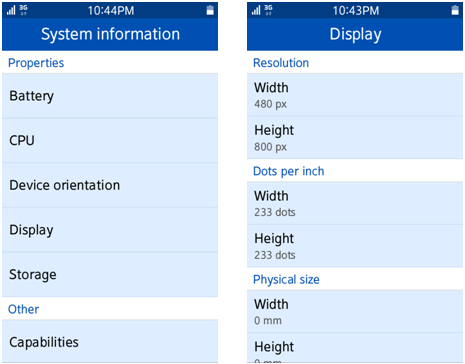 3G
10:44PM
System information
Properties
Battery
CPU
Device orientation
Display
Storage
Other
Capabilities
3G
10:43PM
Display
Resolution
Width
480 px
Height
800 px
Dots per inch
Width
233 dots
Height
233 dots
Physical size
Width
0 mm
Height
0 mm